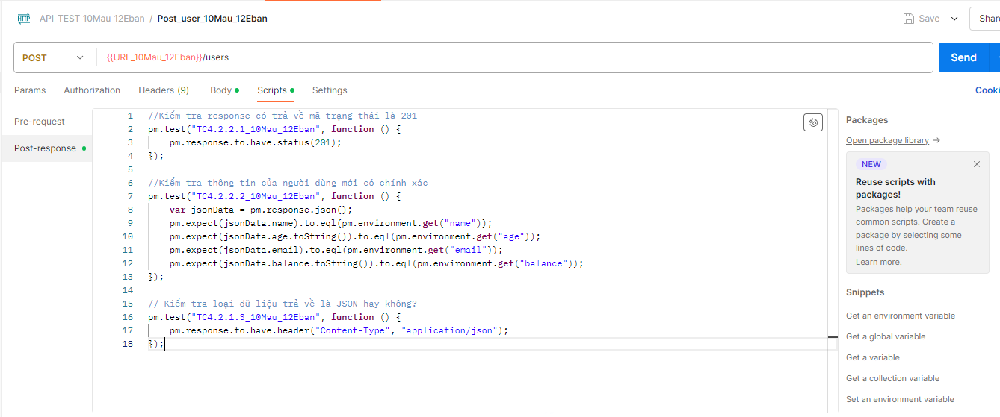 HTTP API_TEST_10Mau_12Eban / Post_user_10Mau_12Eban Save Share
POST {{URL_10Mau_12Eban}}/users Send
Params Authorization Headers (9) Body Scripts Settings Cooki
Pre-request
Post-response
1 //Kiểm tra response có trả về mã trạng thái là 201
2 pm.test("TC4.2.2.1_10Mau_12Eban", function () {
3 pm.response.to.have.status(201);
4 });
5
6 //Kiểm tra thông tin của người dùng mới có chính xác
7 pm.test("TC4.2.2.2_10Mau_12Eban", function () {
8 var jsonData = pm.response.json();
9 pm.expect(jsonData.name).to.eql(pm.environment.get("name"));
10 pm.expect(jsonData.age.toString()).to.eql(pm.environment.get("age"));
11 pm.expect(jsonData.email).to.eql(pm.environment.get("email"));
12 pm.expect(jsonData.balance.toString()).to.eql(pm.environment.get("balance"));
13 });
14
15 // Kiểm tra loại dữ liệu trả về là JSON hay không?
16 pm.test("TC4.2.1.3_10Mau_12Eban", function () {
17 pm.response.to.have.header("Content-Type", "application/json");
18 });
Packages
Open package library →
NEW
Reuse scripts with
packages!
Packages help your team reuse
common scripts. Create a
package by selecting some
lines of code.
Learn more.
Snippets
Get an environment variable
Get a global variable
Get a variable
Get a collection variable
Set an environment variable